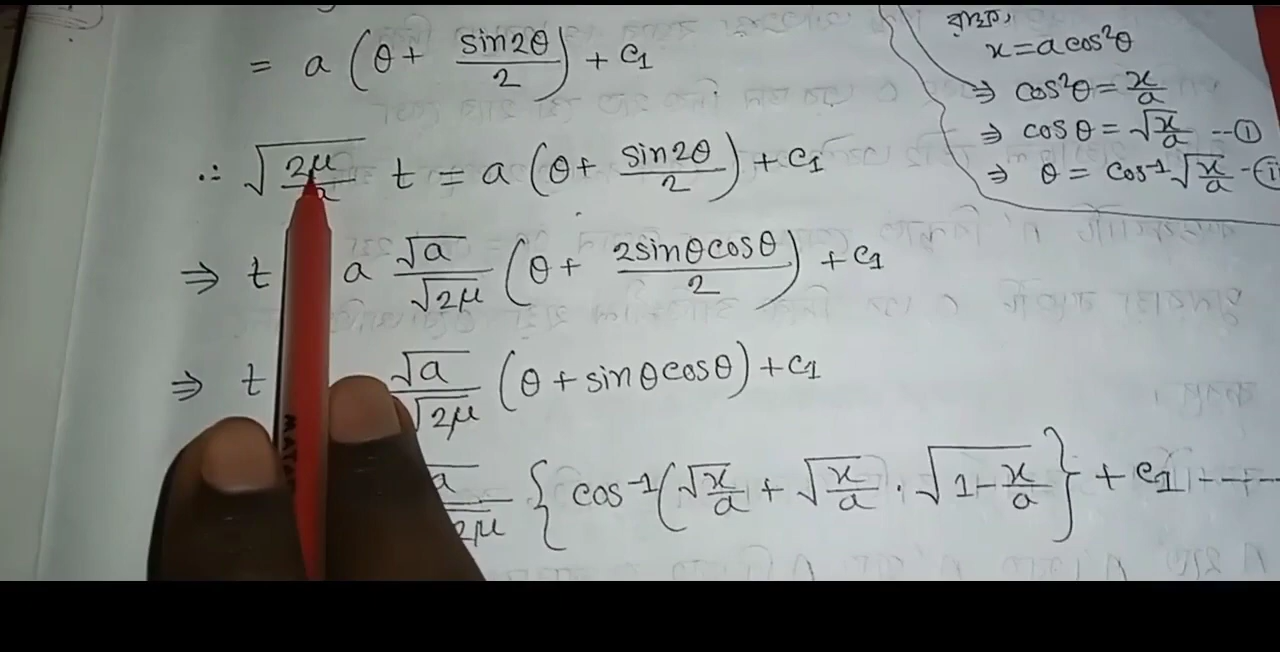 = a (θ + sin2θ/2) + c₁
∴ √(2μ/a) t = a (θ + sin2θ/2) + c₁
⇒ t a √a/√2μ (θ + 2sinθcosθ/2) + c₁
⇒ t √a/√2μ (θ + sinθcosθ) + c₁
a/2μ { cos⁻¹(√x/a + √x/a · √1-x/a } + c₁ -----
x = a cos²θ
⇒ cos²θ = x/a
⇒ cosθ = √x/a --①
⇒ θ = cos⁻¹√x/a -ⓘⓘ